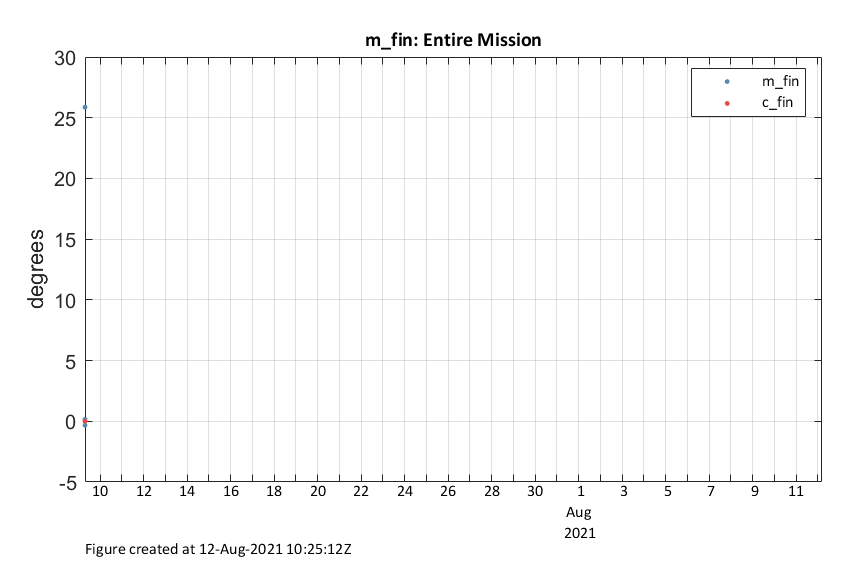 m_fin: Entire Mission
30
25
20
15
10
5
0
-5
degrees
m_fin
c_fin
10 12 14 16 18 20 22 24 26 28 30 1 3 5 7 9 11
Aug
2021
Figure created at 12-Aug-2021 10:25:12Z